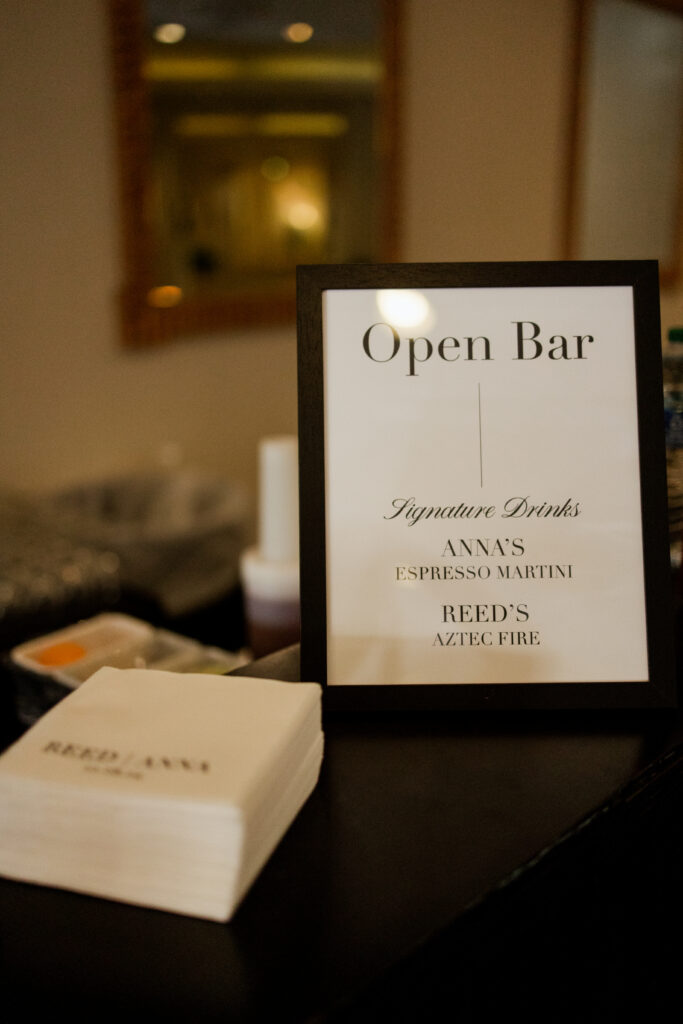 Open Bar
Signature Drinks
ANNA'S
ESPRESSO MARTINI
REED'S
AZTEC FIRE
REED / ANNA